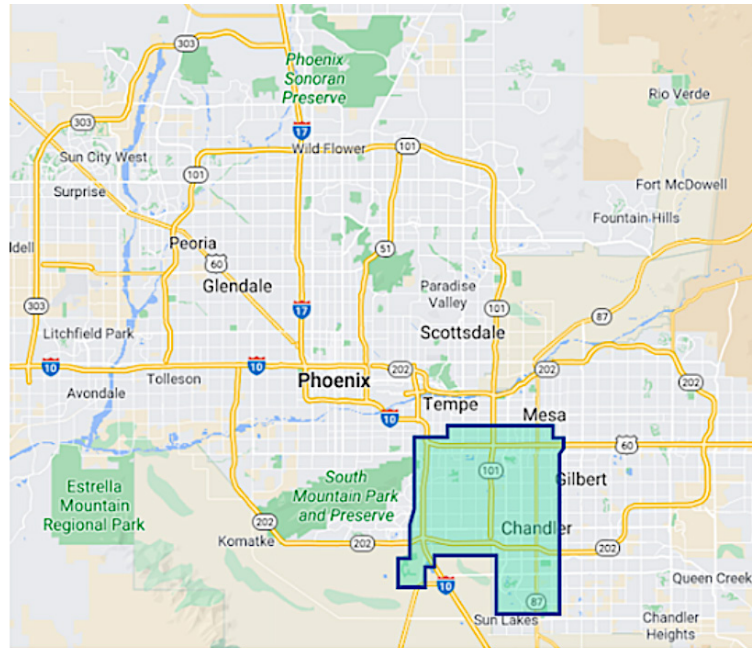 303
Phoenix
Sonoran
Preserve
Rio Verde
17
303
Wild Flower
101
Sun City West
101
Fort McDowell
Surprise
Fountain Hills
ldell
Peoria
51
60
Glendale
Paradise
Valley
303
17
101
87
Litchfield Park
Scottsdale
10
10
202
202
Tolleson
Phoenix
202
Avondale
Tempe
10
Mesa
60
101
Estrella
Mountain
Regional Park
South
Mountain Park
and Preserve
Gilbert
202
Chandler
Komatke
202
202
Queen Creek
10
87
Sun Lakes
Chandler
Heights